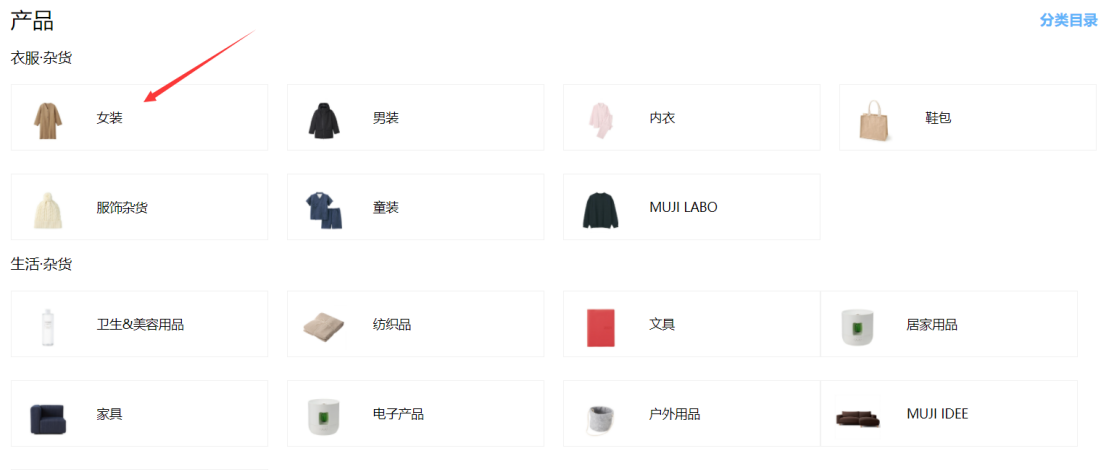 产品
分类目录
衣服·杂货
女装
男装
内衣
鞋包
服饰杂货
童装
MUJI LABO
生活·杂货
卫生&美容用品
纺织品
文具
居家用品
家具
电子产品
户外用品
MUJI IDEE